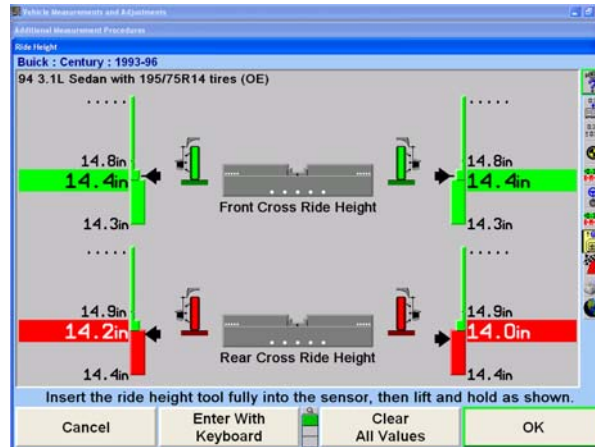 Vehicle Measurements and Adjustments
Additional Measurement Procedures
Ride Height
Buick : Century : 1993-96
94 3.1L Sedan with 195/75R14 tires (OE)
14.8in 14.8in
14.4in 14.4in
Front Cross Ride Height
14.3in 14.3in
14.9in 14.9in
14.2in 14.0in
Rear Cross Ride Height
14.4in 14.4in
Insert the ride height tool fully into the sensor, then lift and hold as shown.
Cancel
Enter With
Keyboard
Clear
All Values
OK